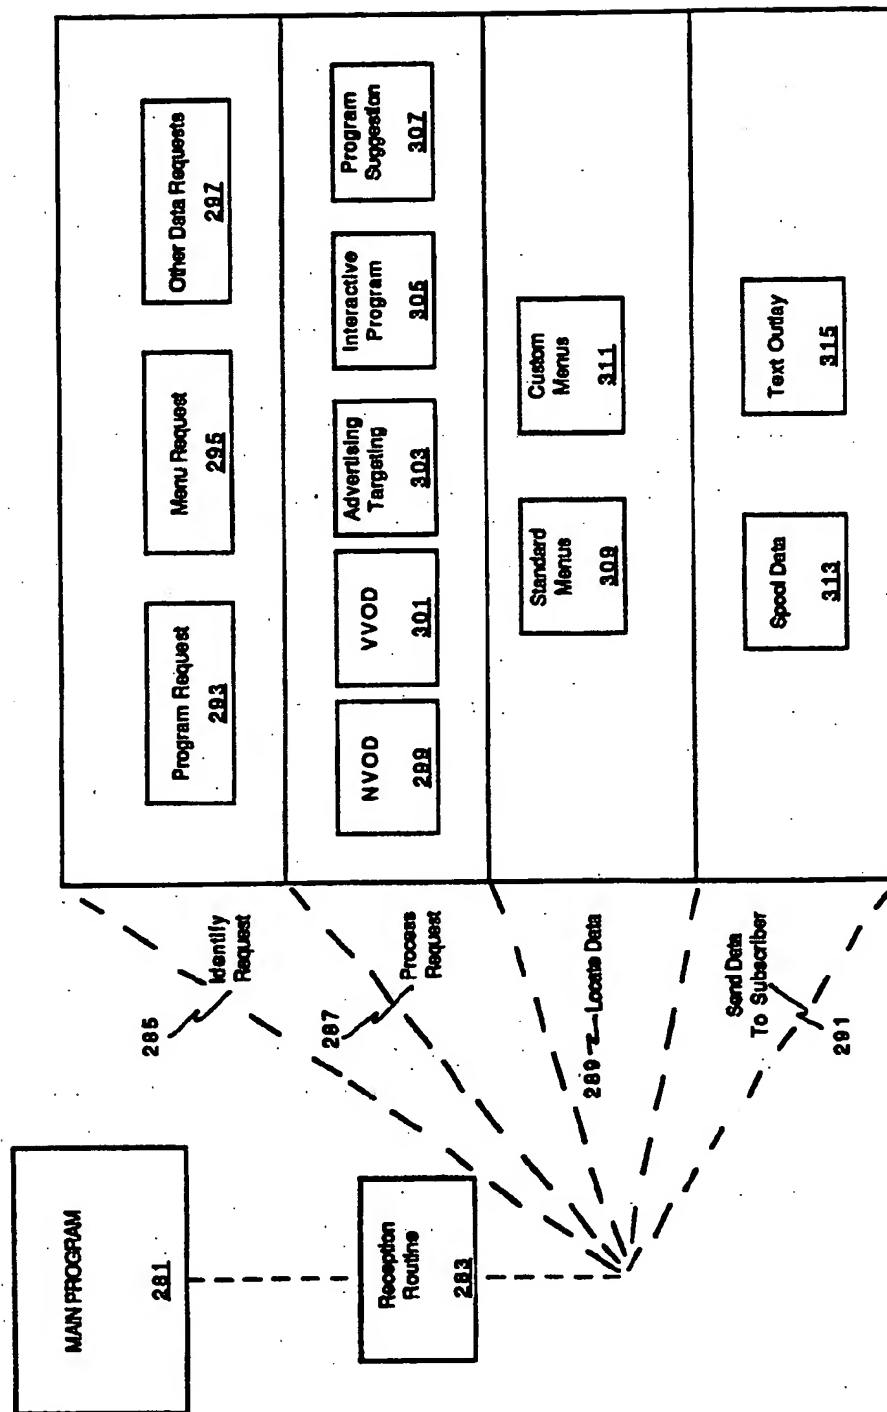 MAIN PROGRAM
281
Reception
Routine
283
285
Identify
Request
287
Process
Request
289
Locate Data
Send Data
To Subscriber
291
Program Request
293
Menu Request
295
Other Data Requests
297
NVOD
299
VVOD
301
Advertising
Targeting
303
Interactive
Program
305
Program
Suggestion
307
Standard
Menus
309
Custom
Menus
311
Spool Data
313
Text Outlay
315